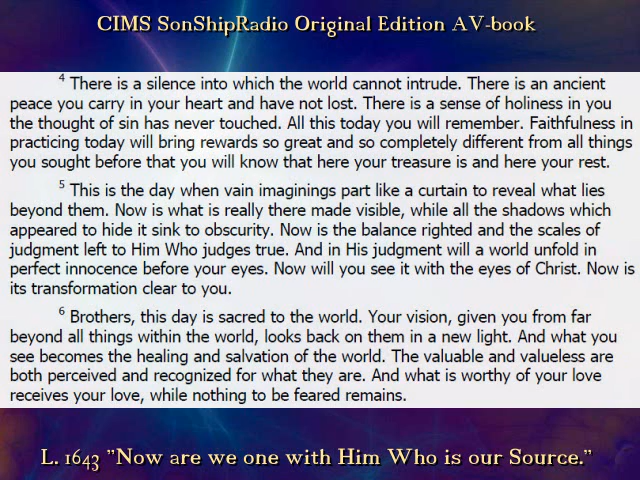 CIMS SonShipRadio Original Edition AV-book
4 There is a silence into which the world cannot intrude. There is an ancient
peace you carry in your heart and have not lost. There is a sense of holiness in you
the thought of sin has never touched. All this today you will remember. Faithfulness in
practicing today will bring rewards so great and so completely different from all things
you sought before that you will know that here your treasure is and here your rest.
5 This is the day when vain imaginings part like a curtain to reveal what lies
beyond them. Now is what is really there made visible, while all the shadows which
appeared to hide it sink to obscurity. Now is the balance righted and the scales of
judgment left to Him Who judges true. And in His judgment will a world unfold in
perfect innocence before your eyes. Now will you see it with the eyes of Christ. Now is
its transformation clear to you.
6 Brothers, this day is sacred to the world. Your vision, given you from far
beyond all things within the world, looks back on them in a new light. And what you
see becomes the healing and salvation of the world. The valuable and valueless are
both perceived and recognized for what they are. And what is worthy of your love
receives your love, while nothing to be feared remains.
L. 1643 "Now are we one with Him Who is our Source."